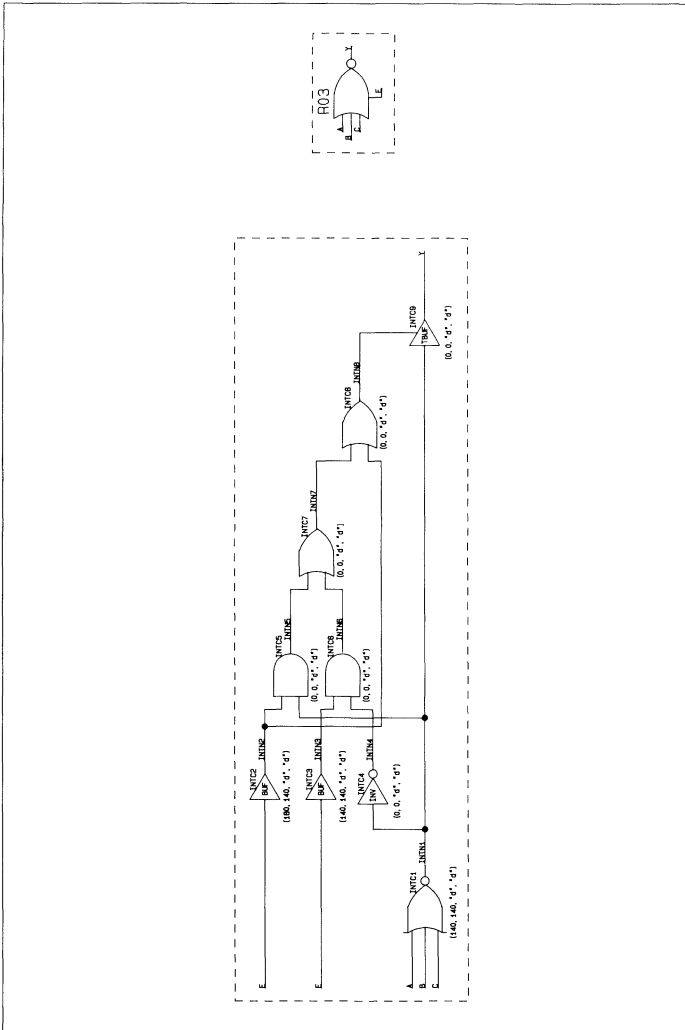 R03
A
B
C
E
Y
INTC2
BUF
(180, 140, "d", "d")
INTN2
E
INTC3
BUF
(140, 140, "d", "d")
INTN3
E
INTC4
INV
(0, 0, "d", "d")
INTN4
INTC1
(140, 140, "d", "d")
INTN1
A
B
C
INTC5
INTN5
(0, 0, "d", "d")
INTC6
INTN6
(0, 0, "d", "d")
INTC7
INTN7
(0, 0, "d", "d")
INTC8
INTN8
(0, 0, "d", "d")
INTC9
TBUF
(0, 0, "d", "d")
Y